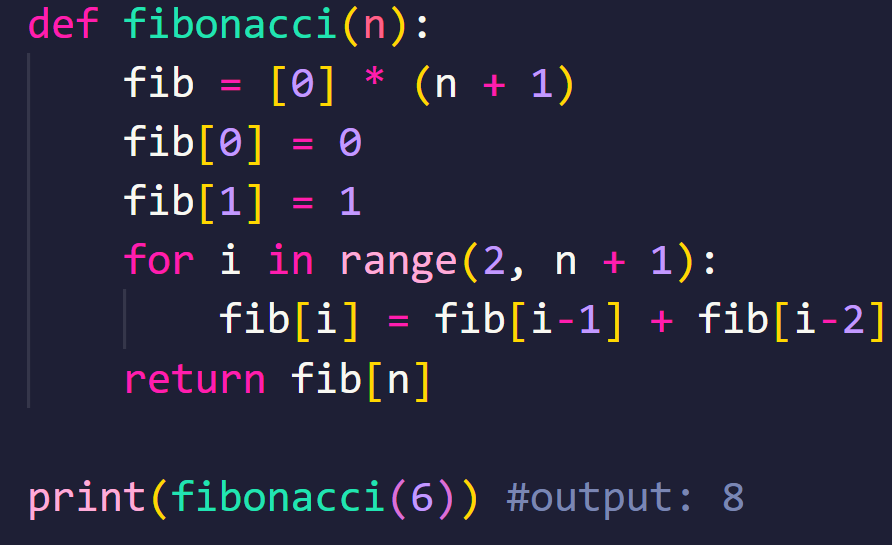 def fibonacci(n):
    fib = [0] * (n + 1)
    fib[0] = 0
    fib[1] = 1
    for i in range(2, n + 1):
        fib[i] = fib[i-1] + fib[i-2]
    return fib[n]

print(fibonacci(6)) #output: 8